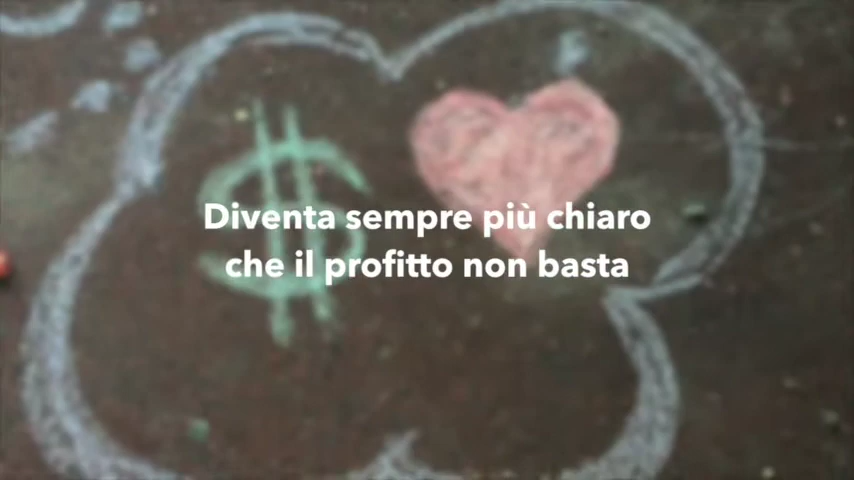 Diventa sempre più chiaro
che il profitto non basta